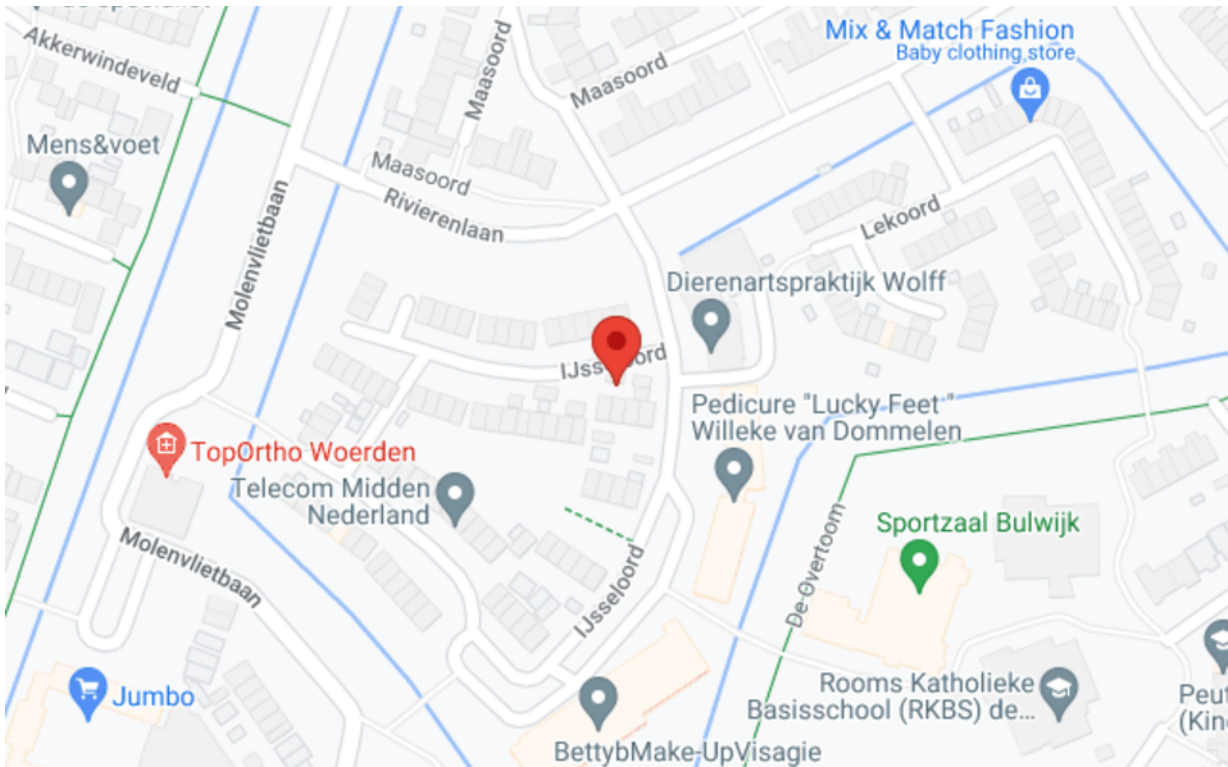 Akkerwindeveld
Maasoord
Maasoord
Mix & Match Fashion
Baby clothing store
Mens&voet
Maasoord
Rivierenlaan
Lekoord
Molenvlietbaan
Dierenartspraktijk Wolff
Pedicure "Lucky Feet "
Willeke van Dommelen
TopOrtho Woerden
Telecom Midden
Nederland
Sportzaal Bulwijk
De Overtoom
Molenvlietbaan
IJsseloord
Jumbo
Rooms Katholieke
Basisschool (RKBS) de...
BettybMake-UpVisagie